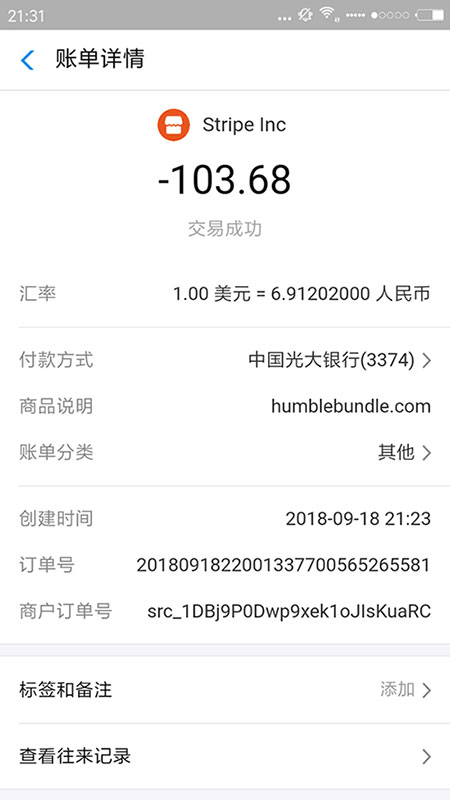 21:31
账单详情
Stripe Inc
-103.68
交易成功
汇率 1.00 美元 = 6.91202000 人民币
付款方式 中国光大银行(3374)
商品说明 humblebundle.com
账单分类 其他
创建时间 2018-09-18 21:23
订单号 2018091822001337700565265581
商户订单号 src_1DBj9P0Dwp9xek1oJIsKuaRC
标签和备注 添加
查看往来记录